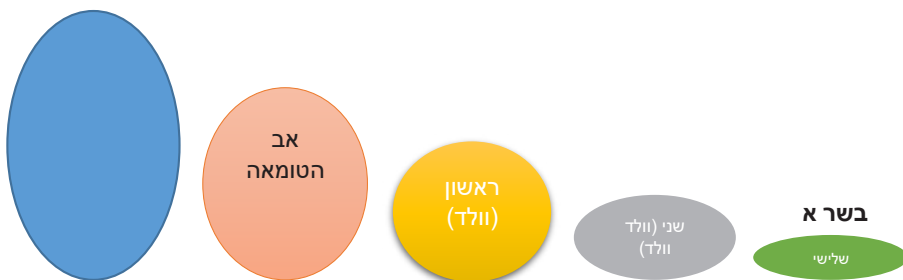 אב
הטומאה
ראשון
(וולד)
שני (וולד
וולד)
בשר א
שלישי